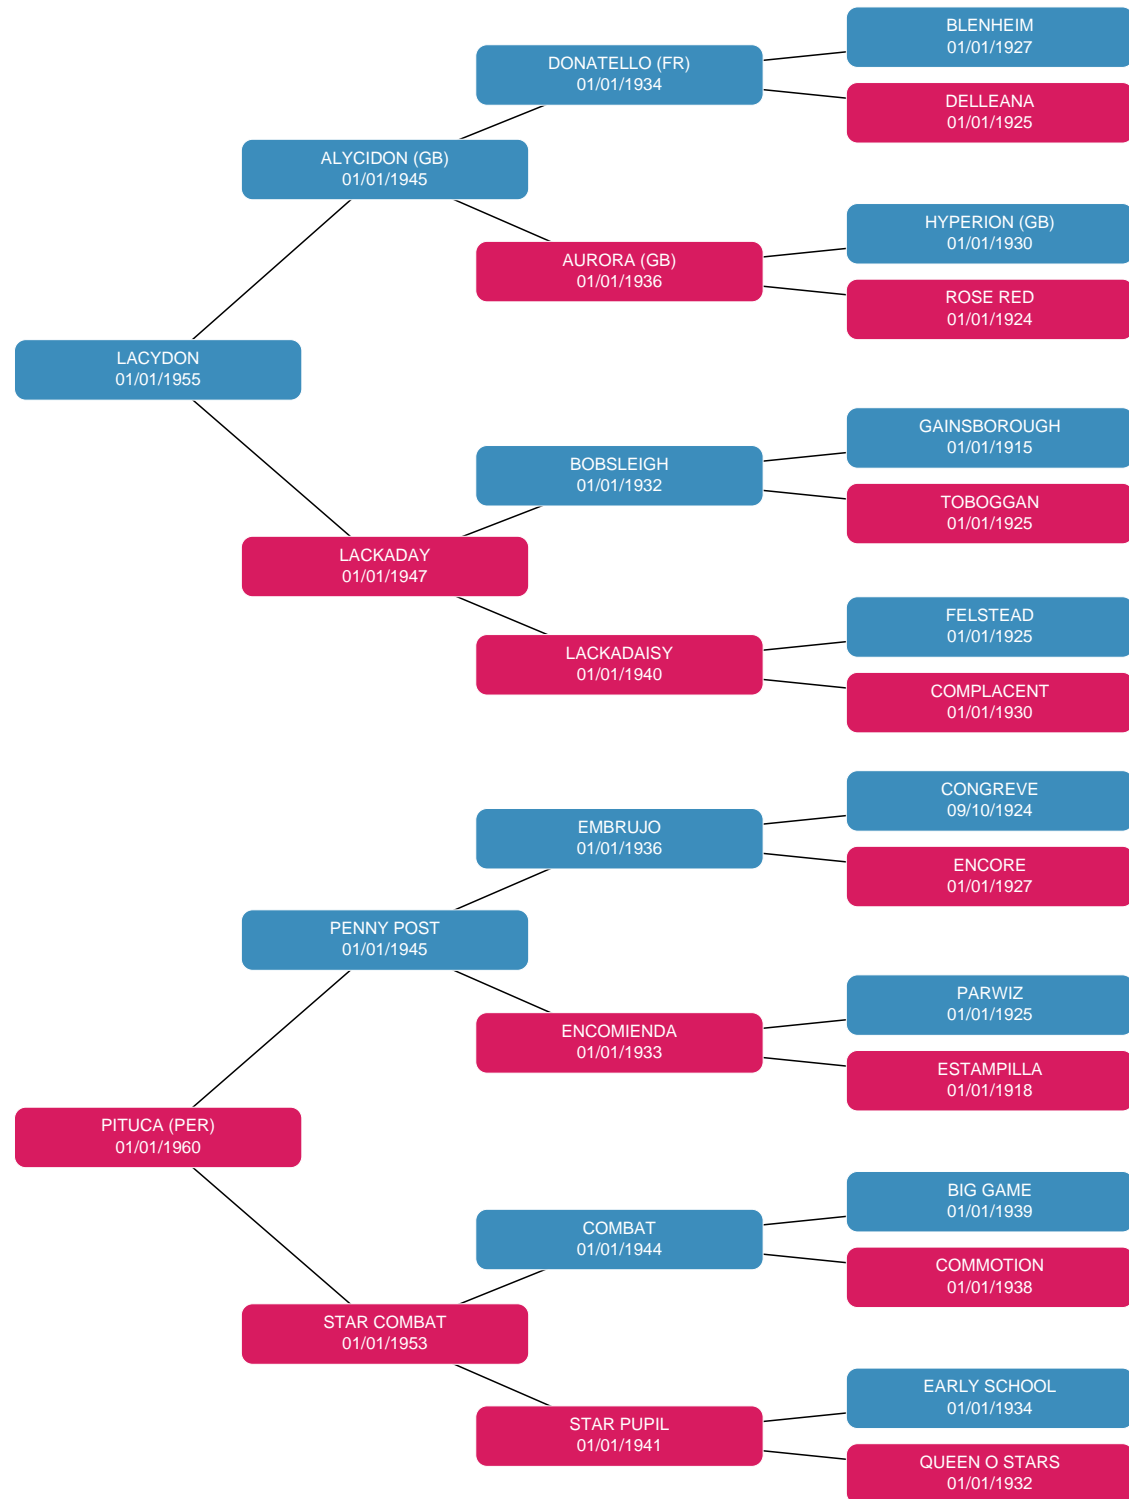 BLENHEIM
01/01/1927
DONATELLO (FR)
01/01/1934
DELLEANA
01/01/1925
ALYCIDON (GB)
01/01/1945
HYPERION (GB)
01/01/1930
AURORA (GB)
01/01/1936
ROSE RED
01/01/1924
LACYDON
01/01/1955
GAINSBOROUGH
01/01/1915
BOBSLEIGH
01/01/1932
TOBOGGAN
01/01/1925
LACKADAY
01/01/1947
FELSTEAD
01/01/1925
LACKADAISY
01/01/1940
COMPLACENT
01/01/1930
CONGREVE
09/10/1924
EMBRUJO
01/01/1936
ENCORE
01/01/1927
PENNY POST
01/01/1945
PARWIZ
01/01/1925
ENCOMIENDA
01/01/1933
ESTAMPILLA
01/01/1918
PITUCA (PER)
01/01/1960
BIG GAME
01/01/1939
COMBAT
01/01/1944
COMMOTION
01/01/1938
STAR COMBAT
01/01/1953
EARLY SCHOOL
01/01/1934
STAR PUPIL
01/01/1941
QUEEN O STARS
01/01/1932